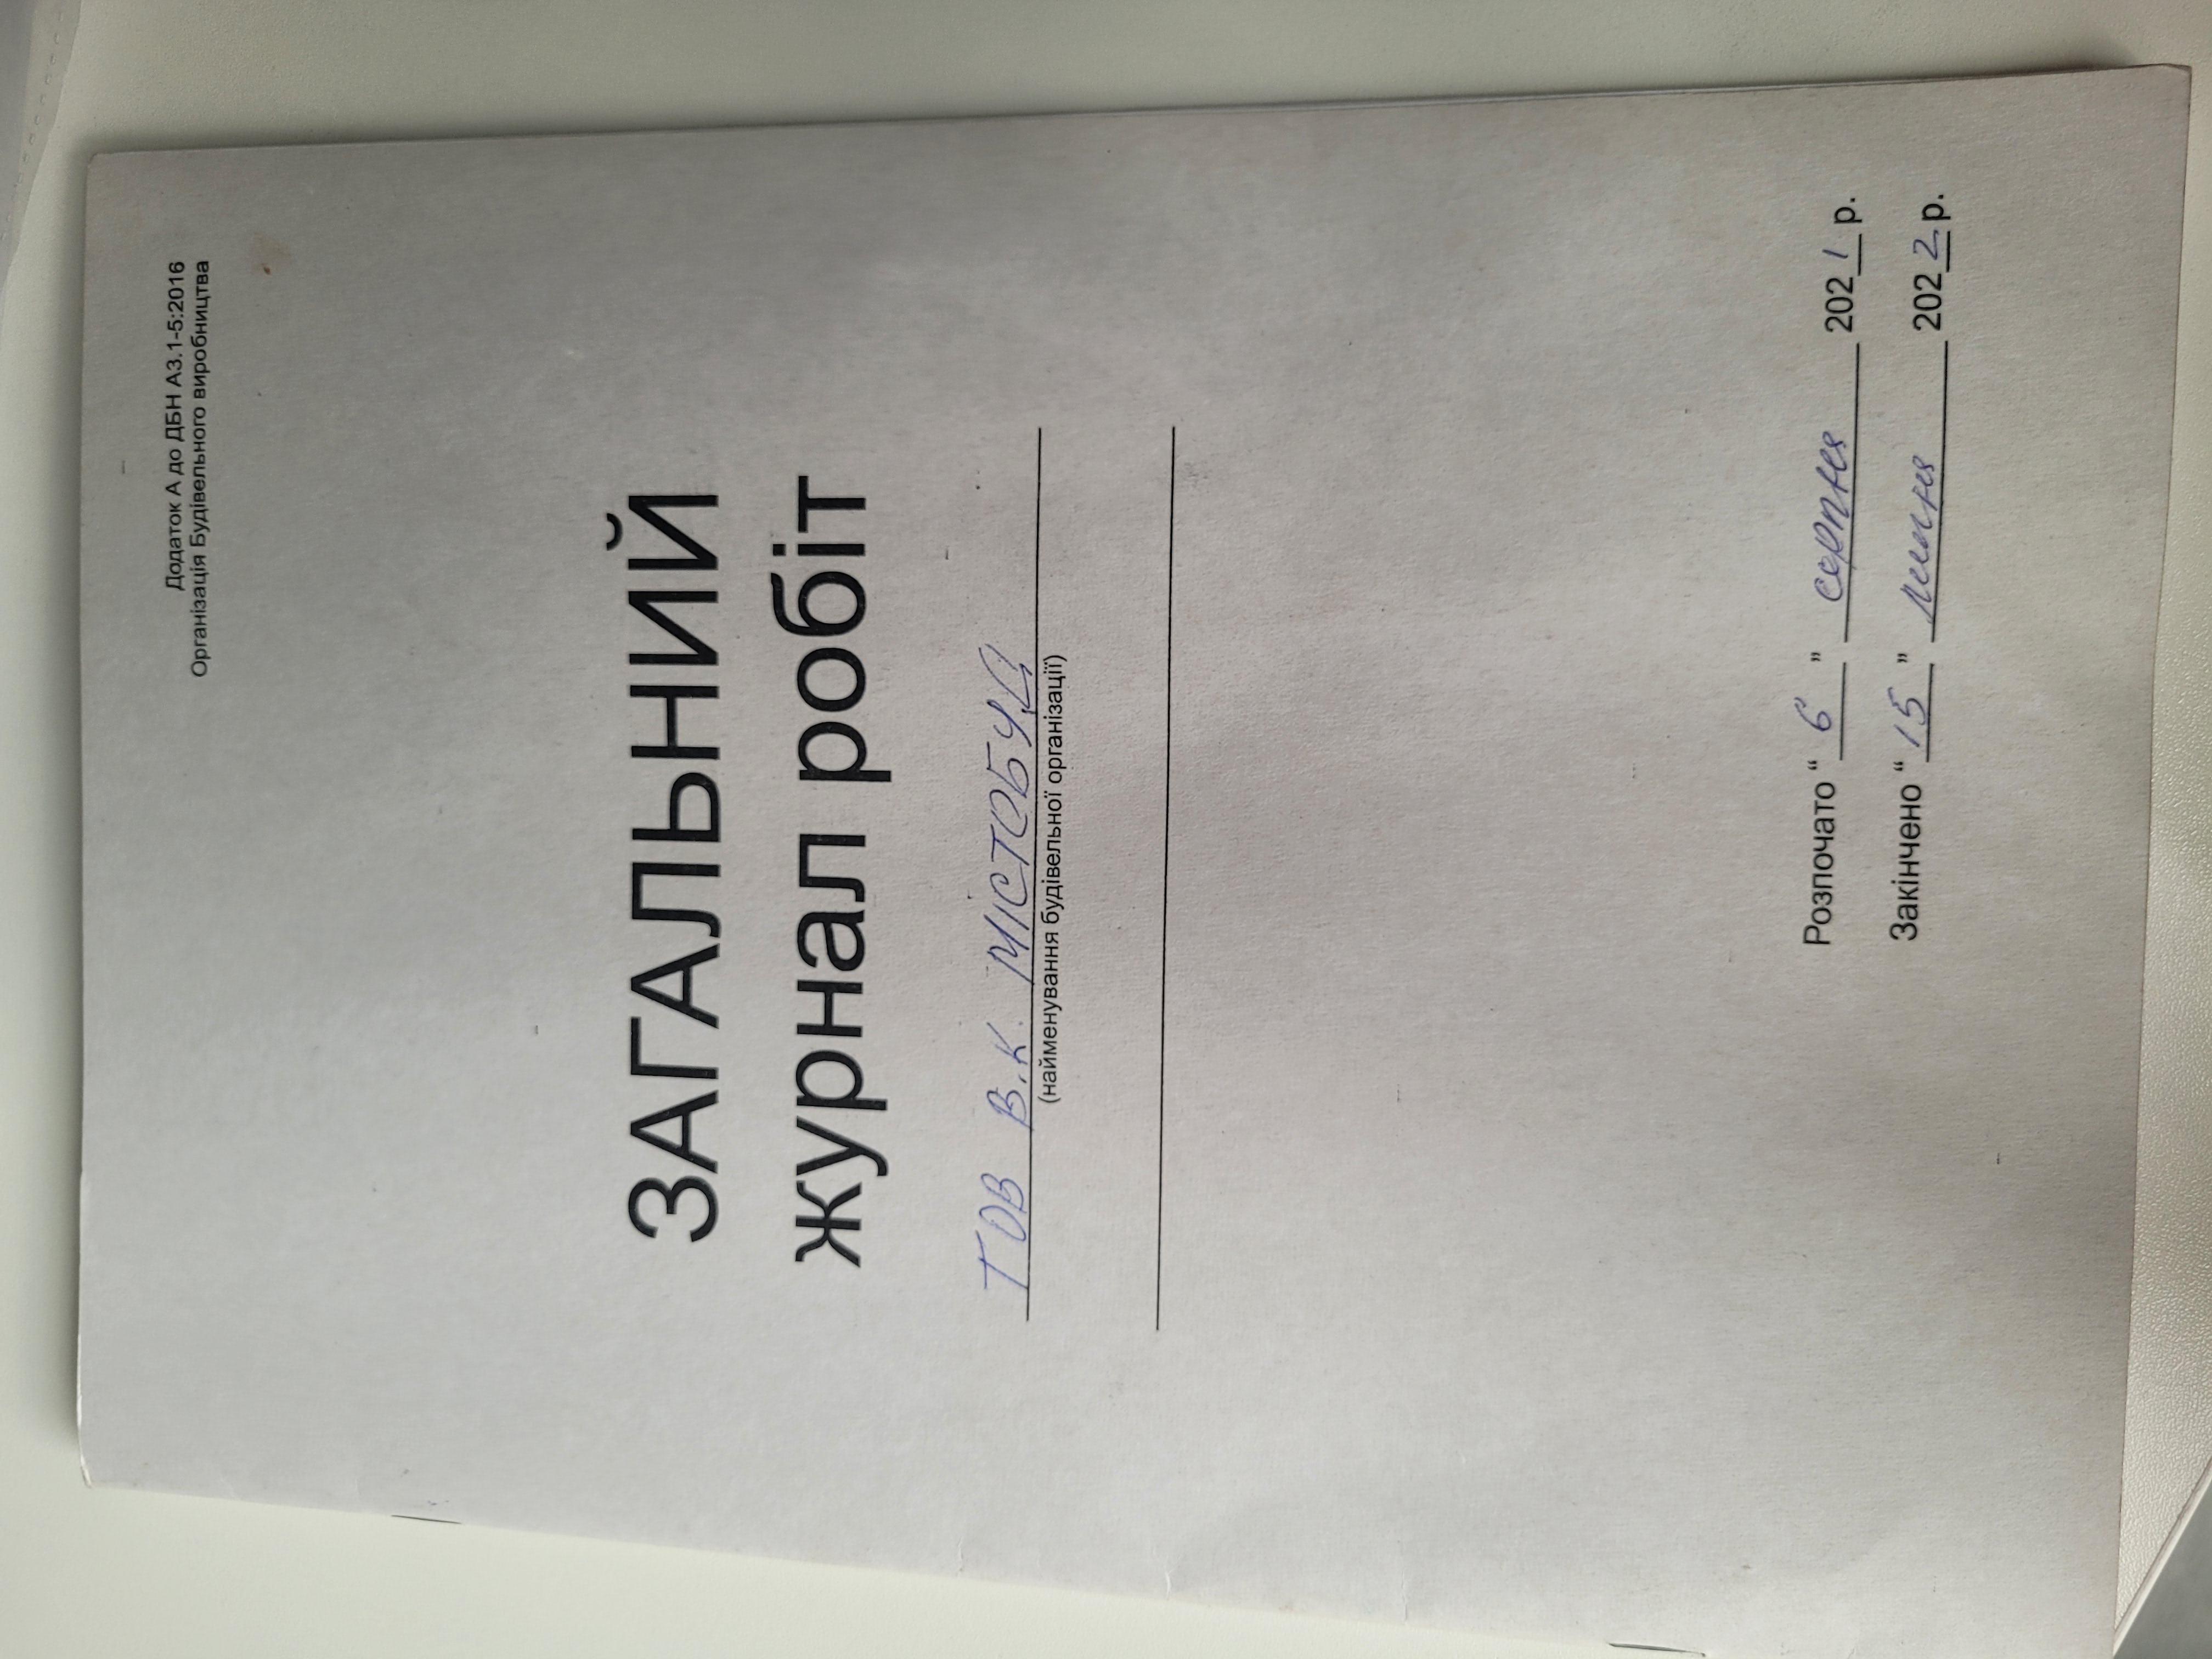 Додаток А до ДБН А3.1-5:2016
Організація Будівельного виробництва
ЗАГАЛЬНИЙ
журнал робіт
ТОВ В.К МІСТОБУД
(найменування будівельної організації)
Розпочато “ 6 ” серпня 2021 р.
Закінчено “ 15 ” липня 2022 р.